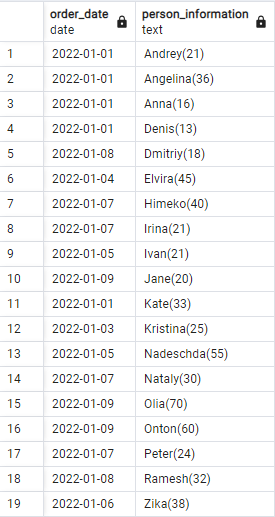 order_date person_information
date text
1 2022-01-01 Andrey(21)
2 2022-01-01 Angelina(36)
3 2022-01-01 Anna(16)
4 2022-01-01 Denis(13)
5 2022-01-08 Dmitriy(18)
6 2022-01-04 Elvira(45)
7 2022-01-07 Himeko(40)
8 2022-01-07 Irina(21)
9 2022-01-05 Ivan(21)
10 2022-01-09 Jane(20)
11 2022-01-01 Kate(33)
12 2022-01-03 Kristina(25)
13 2022-01-05 Nadeschda(55)
14 2022-01-07 Nataly(30)
15 2022-01-09 Olia(70)
16 2022-01-09 Onton(60)
17 2022-01-07 Peter(24)
18 2022-01-08 Ramesh(32)
19 2022-01-06 Zika(38)